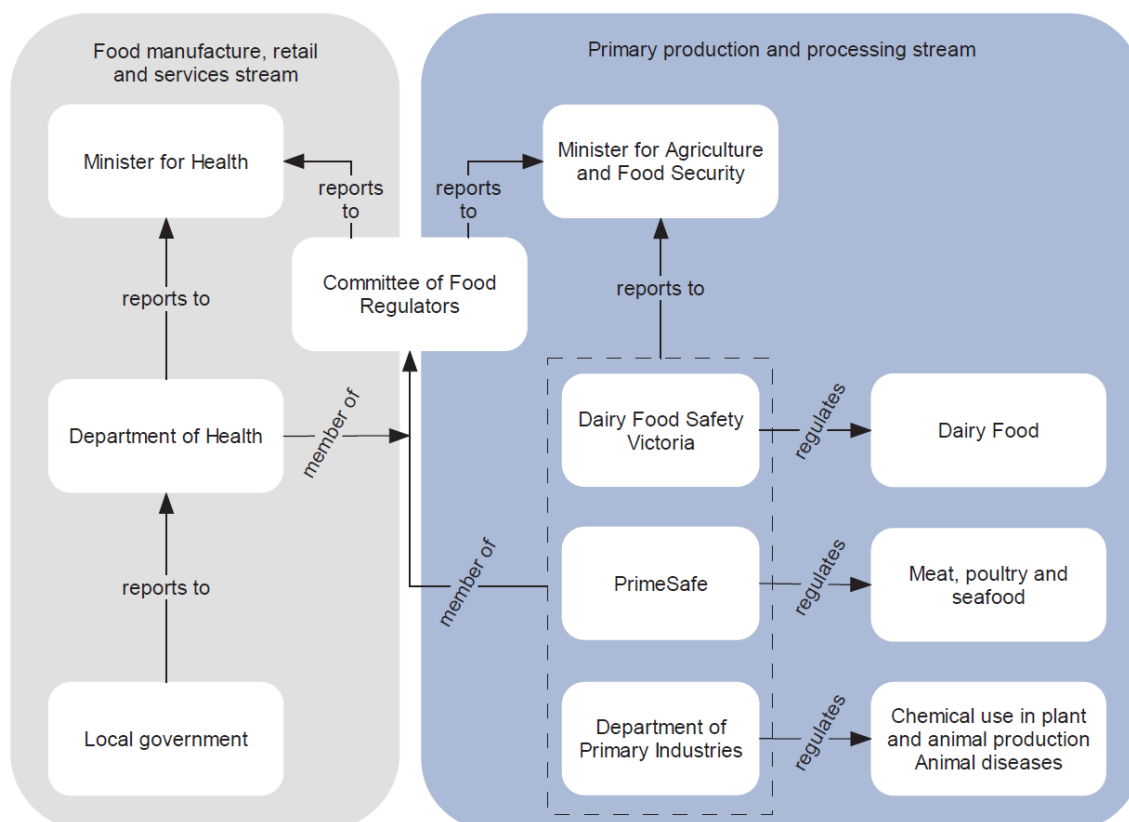 Food manufacture, retail
and services stream
Primary production and processing stream
Minister for Health
Minister for Agriculture
and Food Security
reports
to
reports
to
Committee of Food
Regulators
reports to
reports to
Department of Health
member of
Dairy Food Safety
Victoria
regulates
Dairy Food
reports to
member of
PrimeSafe
regulates
Meat, poultry and
seafood
Local government
Department of
Primary Industries
regulates
Chemical use in plant
and animal production
Animal diseases